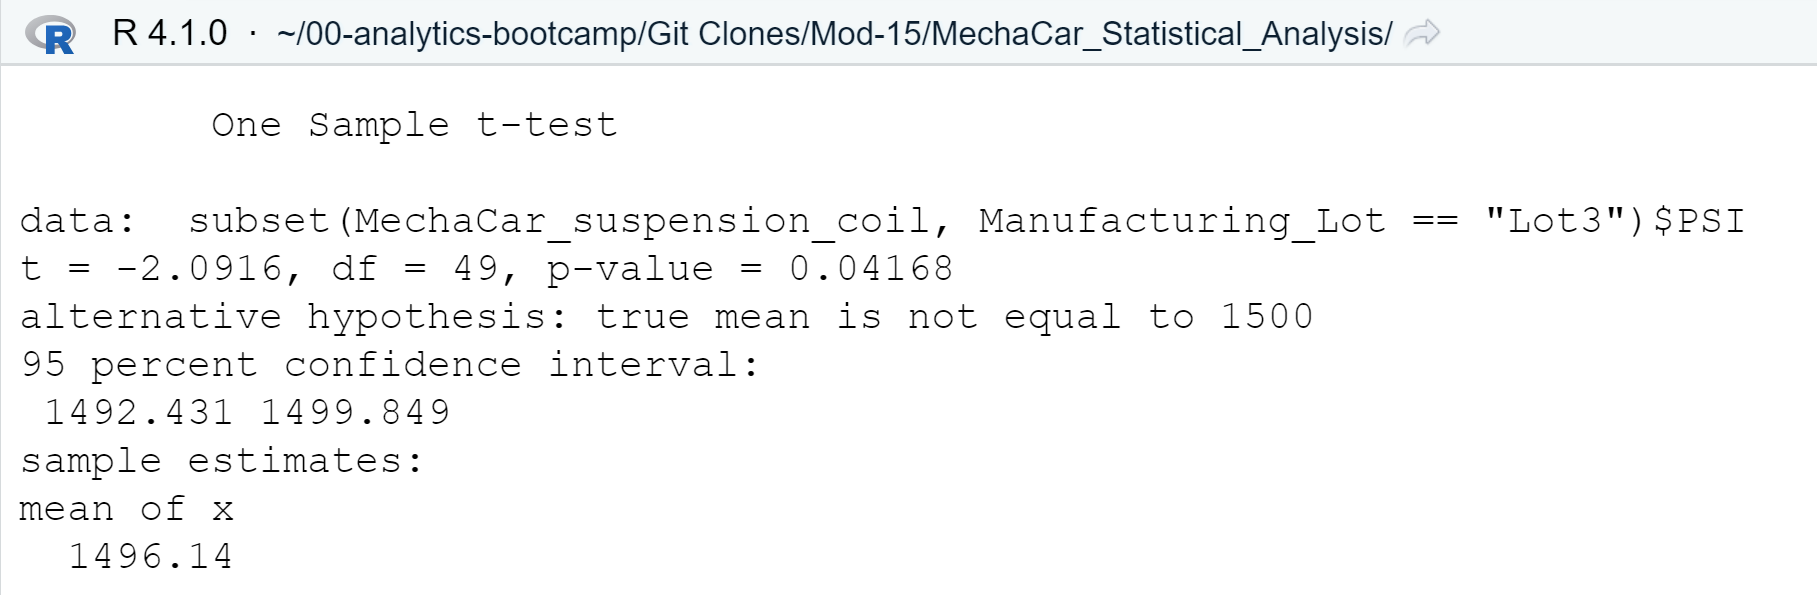 R R 4.1.0 · ~/00-analytics-bootcamp/Git Clones/Mod-15/MechaCar_Statistical_Analysis/
One Sample t-test
data:  subset(MechaCar_suspension_coil, Manufacturing_Lot == "Lot3")$PSI
t = -2.0916, df = 49, p-value = 0.04168
alternative hypothesis: true mean is not equal to 1500
95 percent confidence interval:
1492.431 1499.849
sample estimates:
mean of x
1496.14